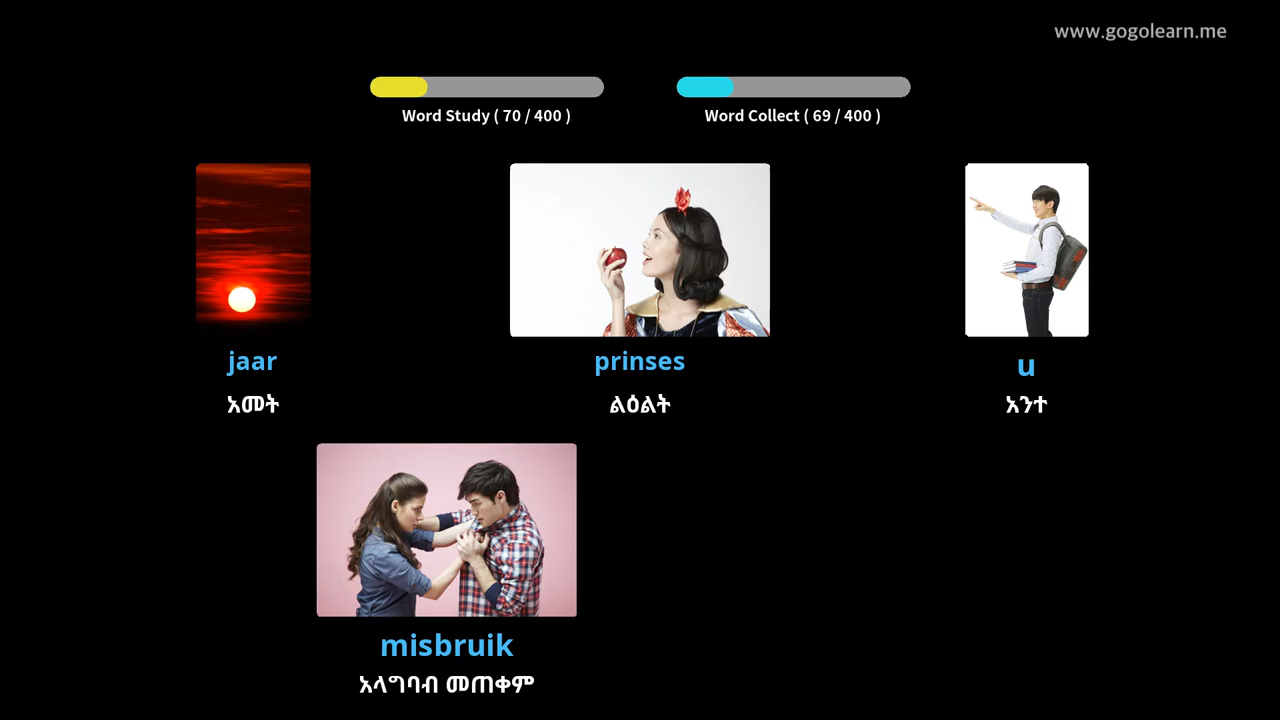 www.gogolearn.me
Word Study ( 70 / 400 )
Word Collect ( 69 / 400 )
jaar
አመት
prinses
ልዕልት
u
አንተ
misbruik
አላግባብ መጠቀም